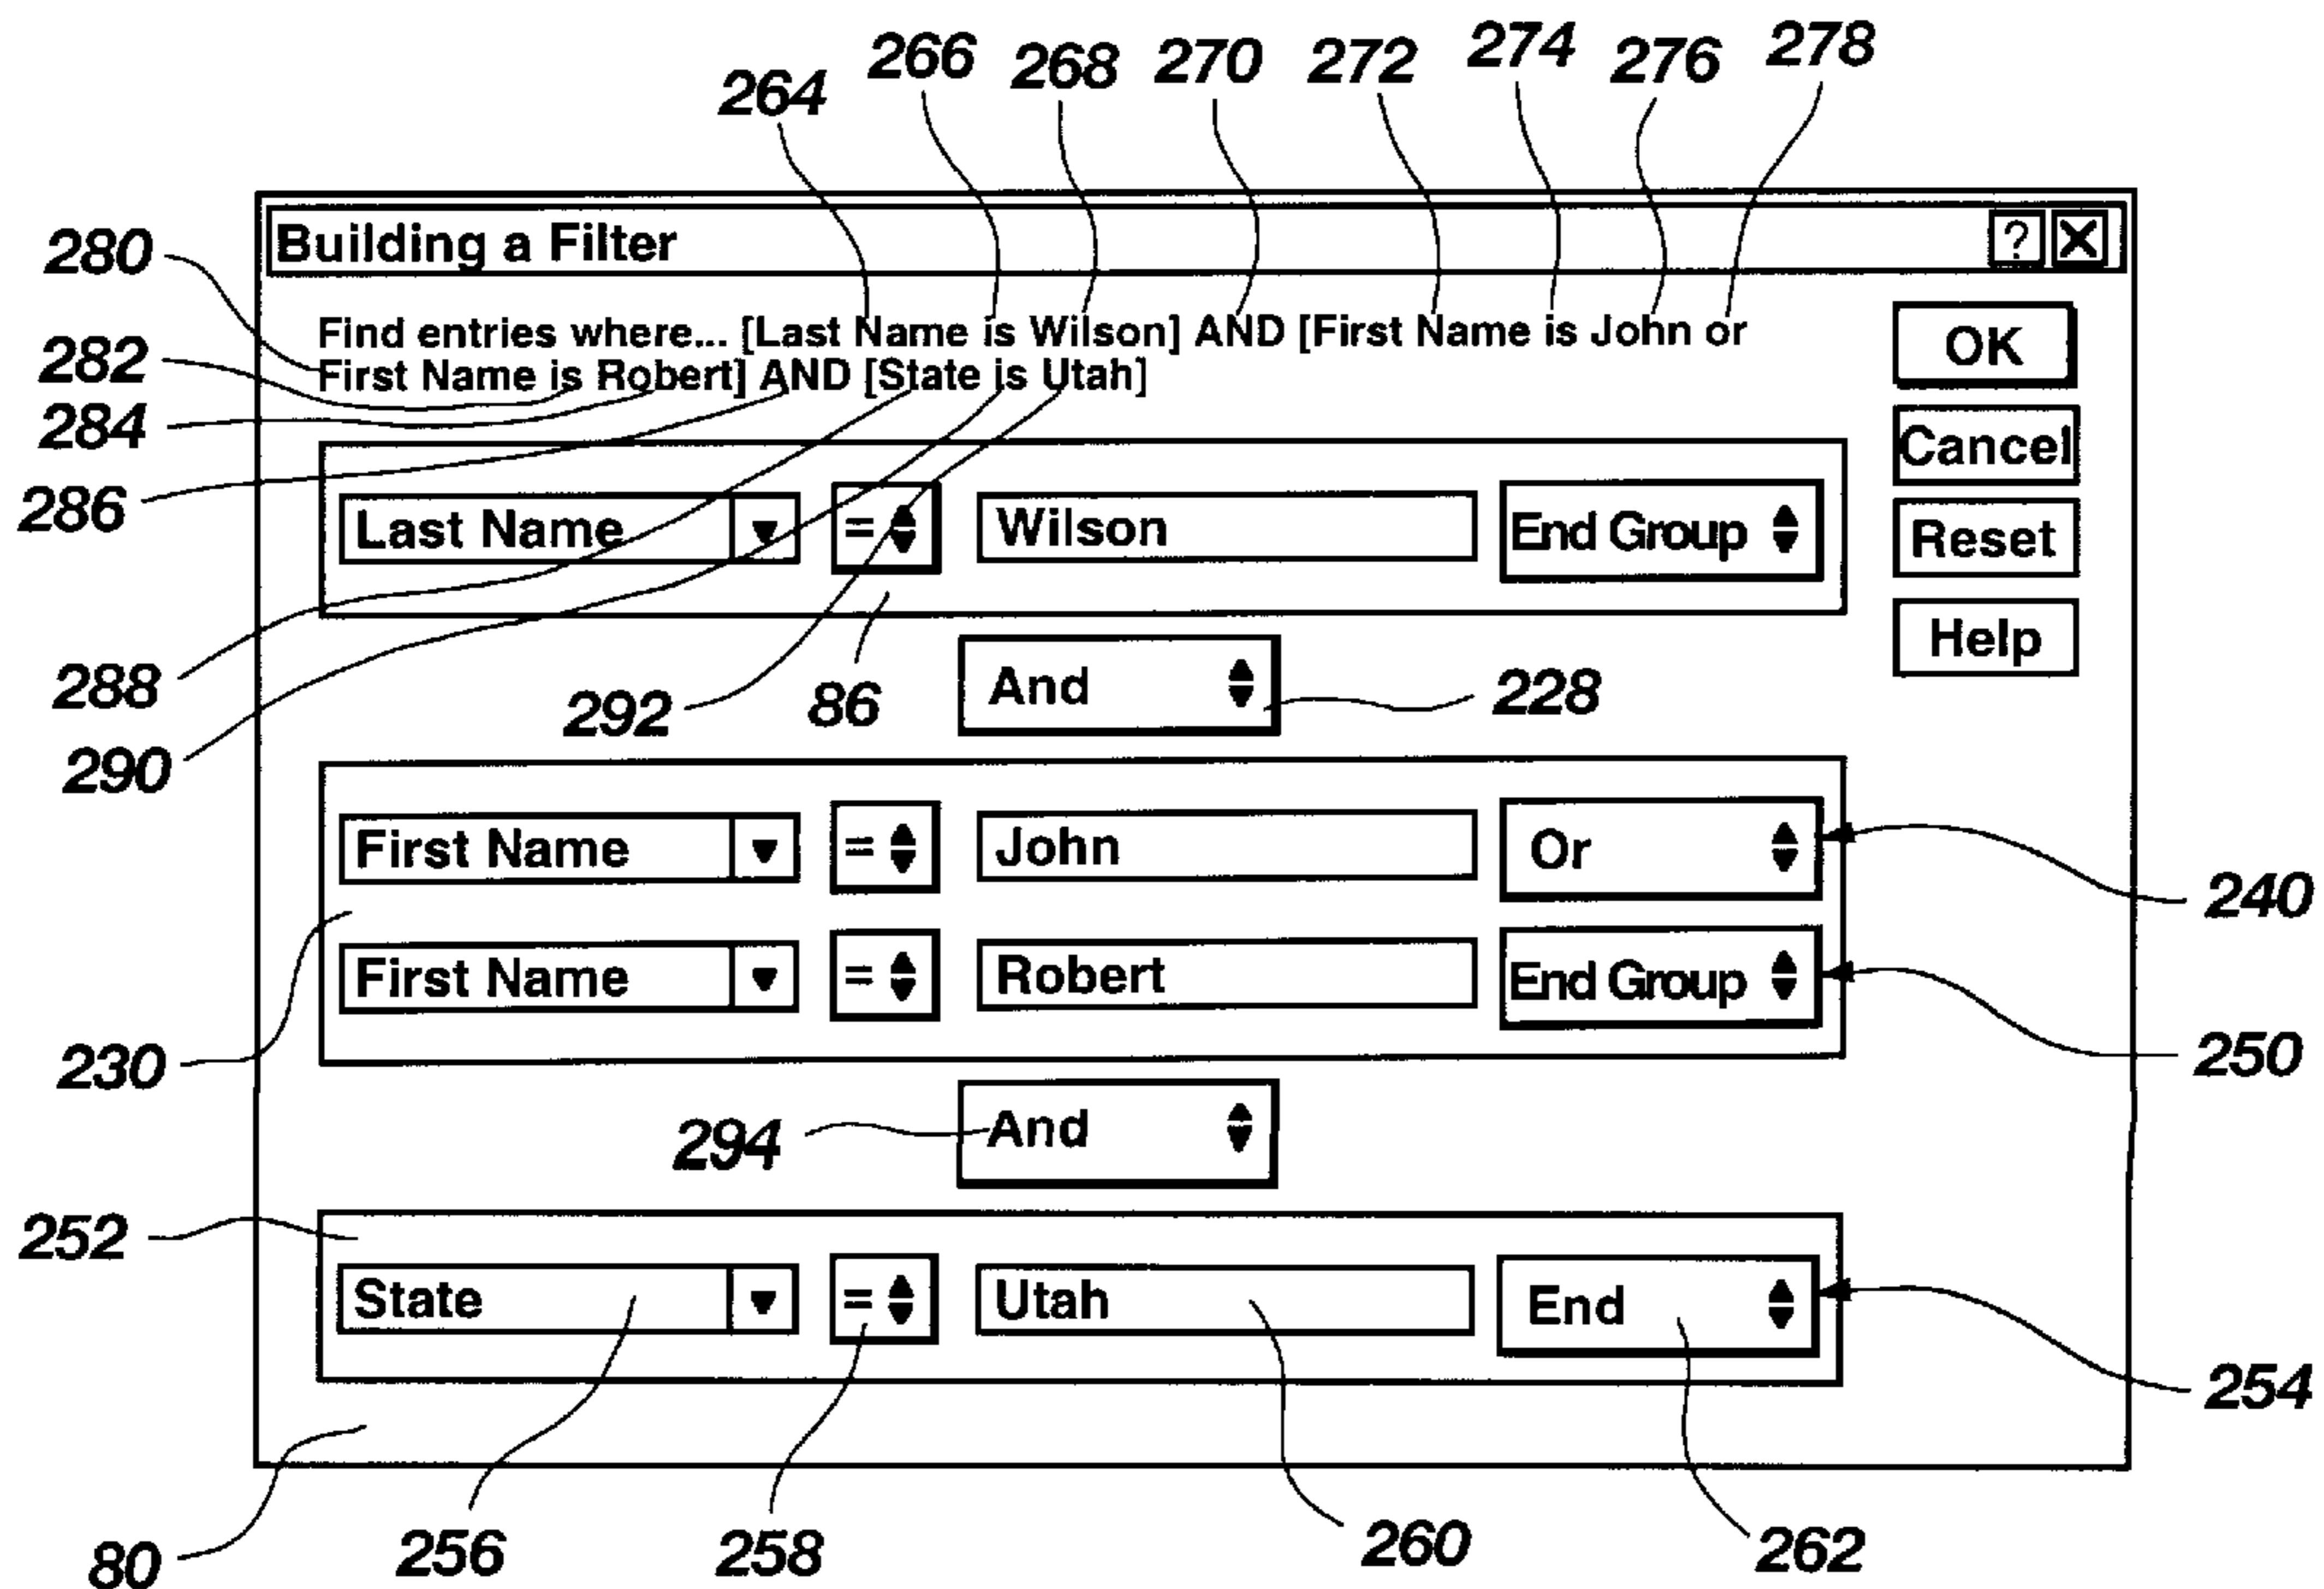 264 266 268 270 272 274 276 278
Building a Filter ?
280
Find entries where... [Last Name is Wilson] AND [First Name is John or
First Name is Robert] AND [State is Utah]
282
284
286
OK
Cancel
Reset
Help
Last Name = Wilson End Group
288
290
292
86
And
228
First Name = John Or
240
First Name = Robert End Group
250
230
294
And
252
State = Utah End
254
80
256
258
260
262